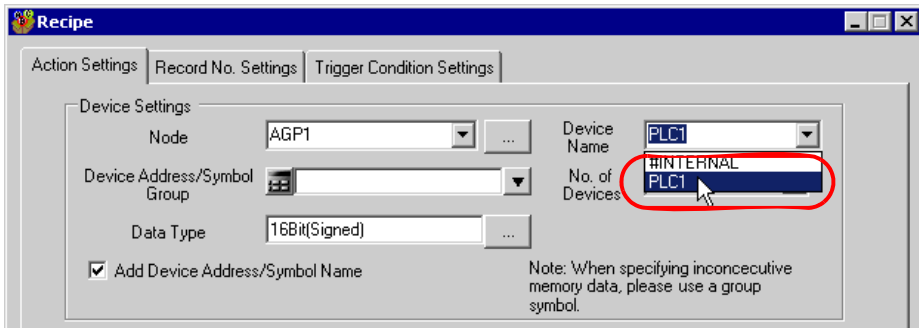 Recipe
Action Settings Record No. Settings Trigger Condition Settings
Device Settings
Node AGP1 ... Device Name PLC1
#INTERNAL
PLC1
Device Address/Symbol Group No. of Devices
Data Type 16Bit(Signed) ...
Add Device Address/Symbol Name
Note: When specifying inconcecutive
memory data, please use a group
symbol.